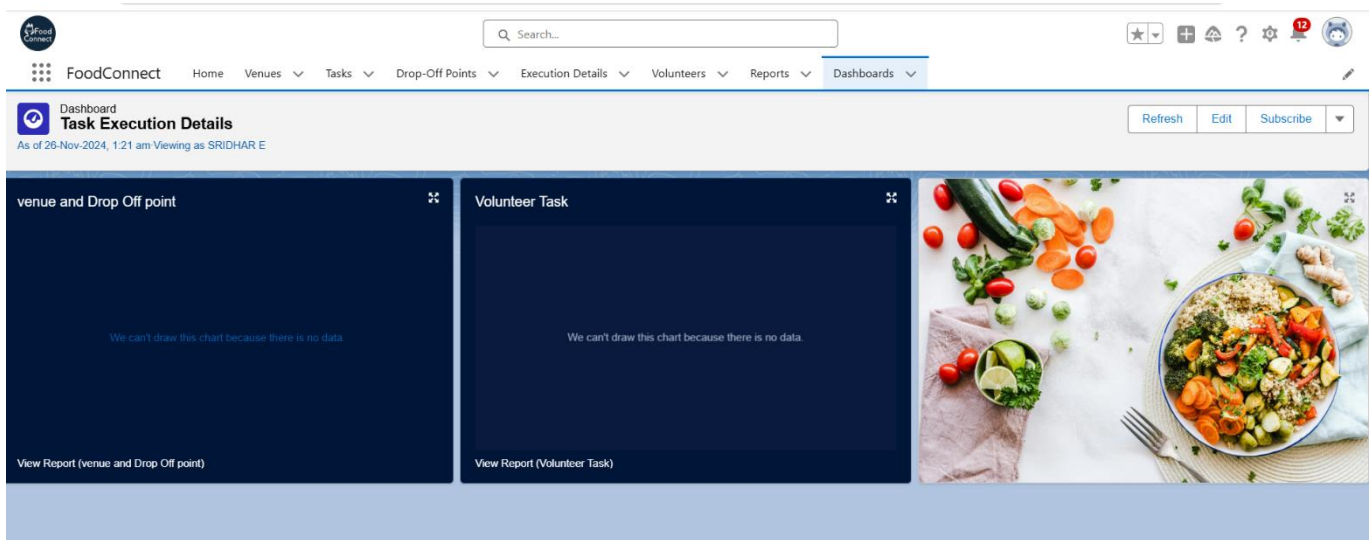 Food
Connect
Search...
12
FoodConnect Home Venues Tasks Drop-Off Points Execution Details Volunteers Reports Dashboards
Dashboard
Task Execution Details
As of 26-Nov-2024, 1:21 am·Viewing as SRIDHAR E
Refresh Edit Subscribe
venue and Drop Off point
We can't draw this chart because there is no data.
View Report (venue and Drop Off point)
Volunteer Task
We can't draw this chart because there is no data.
View Report (Volunteer Task)